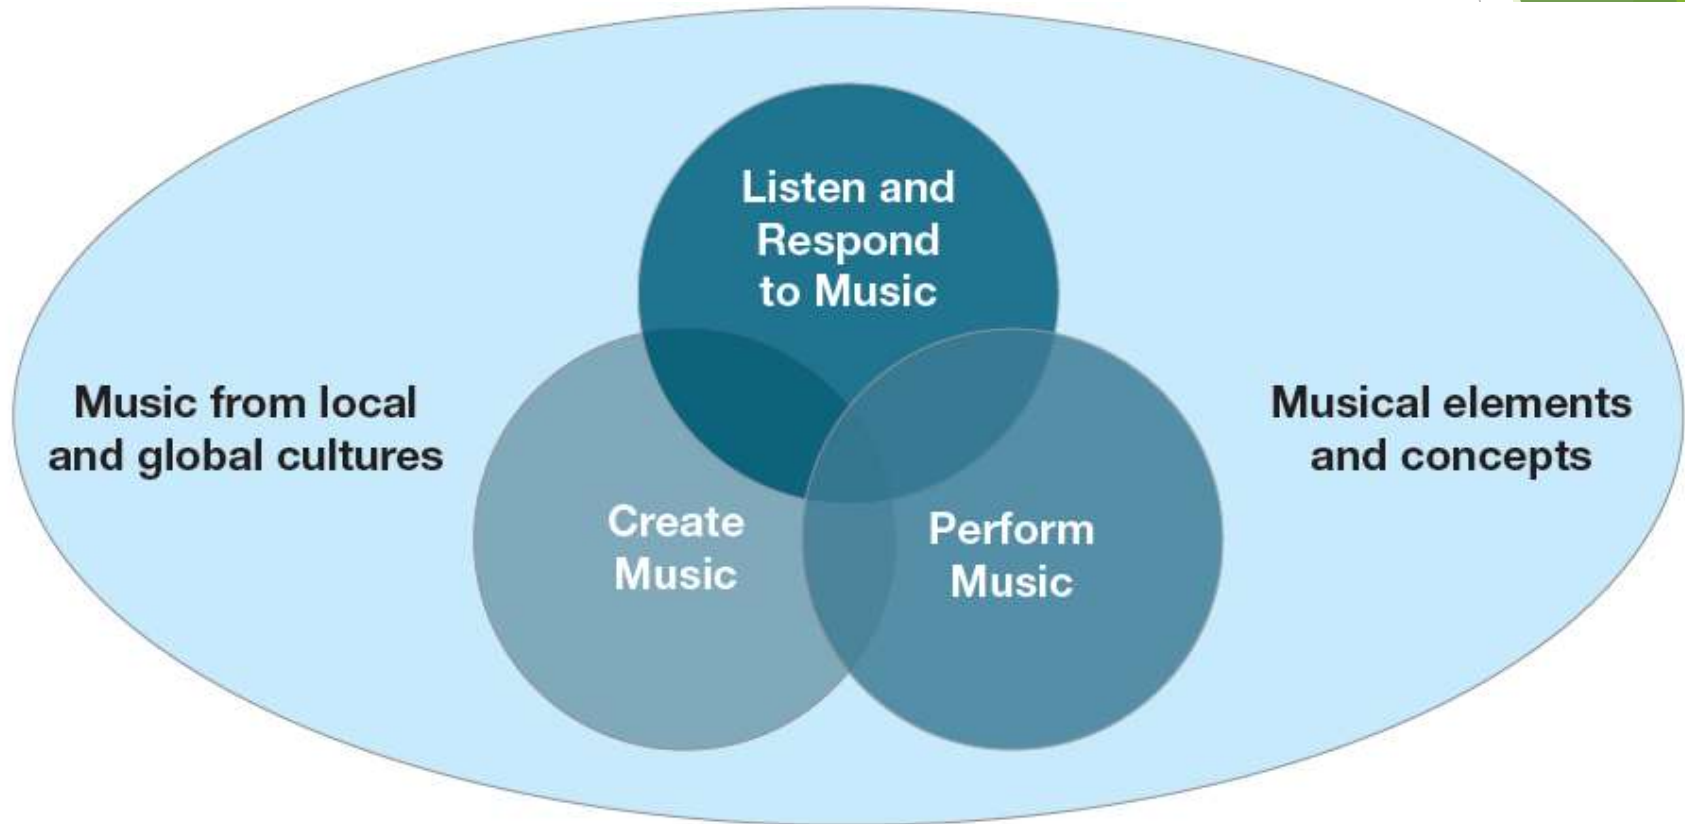 Listen and
Respond
to Music
Music from local
and global cultures
Musical elements
and concepts
Create
Music
Perform
Music